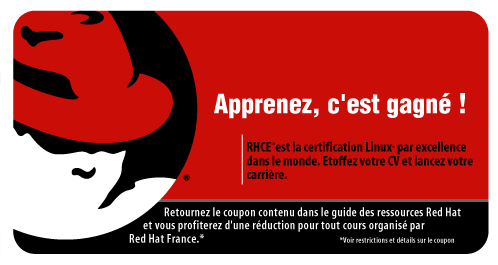 Apprenez, c'est gagné !
RHCE™est la certification Linux® par excellence
dans le monde. Etoffez votre CV et lancez votre
carrière.
®
Retournez le coupon contenu dans le guide des ressources Red Hat
et vous profiterez d'une réduction pour tout cours organisé par
Red Hat France.*
*Voir restrictions et détails sur le coupon